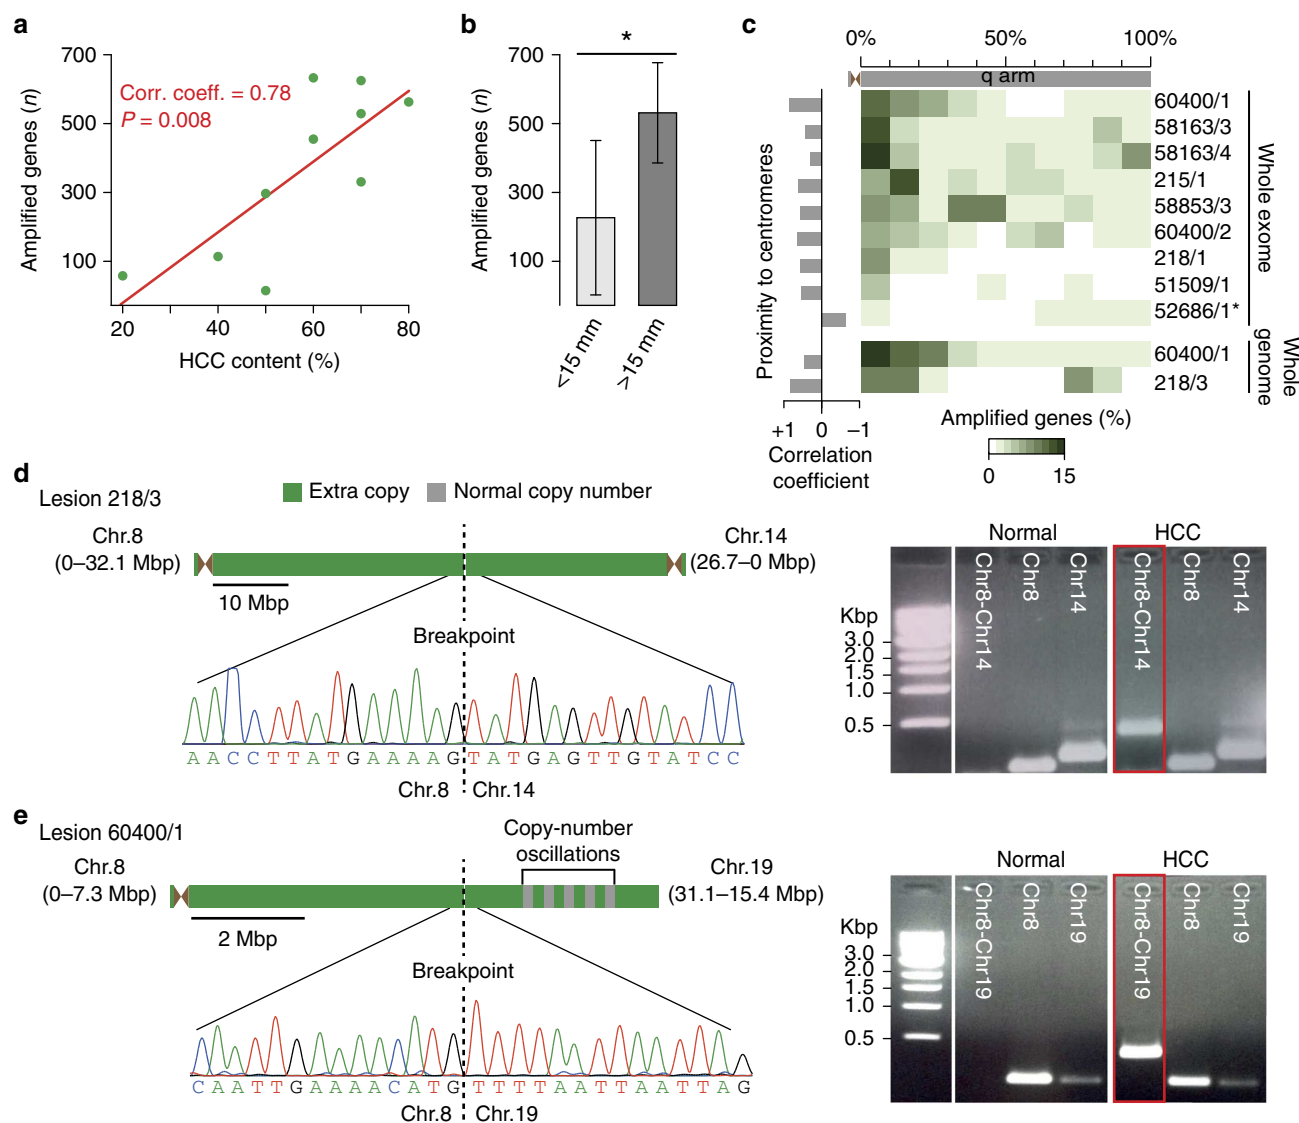 a
Amplified genes (n)
700
500
300
100
Corr. coeff. = 0.78
P = 0.008
20
40
60
80
HCC content (%)
b
Amplified genes (n)
700
500
300
100
*
<15 mm
>15 mm
c
0%
50%
100%
q arm
Proximity to centromeres
60400/1
58163/3
58163/4
215/1
58853/3
60400/2
218/1
51509/1
52686/1*
60400/1
218/3
Whole exome
Whole
genome
+1 0 −1
Correlation
coefficient
Amplified genes (%)
0
15
d
Lesion 218/3
Extra copy
Normal copy number
Chr.8
(0–32.1 Mbp)
Chr.14
(26.7–0 Mbp)
10 Mbp
Breakpoint
AACCTTATGAAAAGTATGAGTTGTATCC
Chr.8
Chr.14
Normal
HCC
Kbp
3.0
2.0
1.5
1.0
0.5
Chr8-Chr14
Chr8
Chr14
Chr8-Chr14
Chr8
Chr14
e
Lesion 60400/1
Copy-number
oscillations
Chr.8
(0–7.3 Mbp)
Chr.19
(31.1–15.4 Mbp)
2 Mbp
Breakpoint
CAATTGAAAACATGTTTTAATTAATTAG
Chr.8
Chr.19
Normal
HCC
Kbp
3.0
2.0
1.5
1.0
0.5
Chr8-Chr19
Chr8
Chr19
Chr8-Chr19
Chr8
Chr19